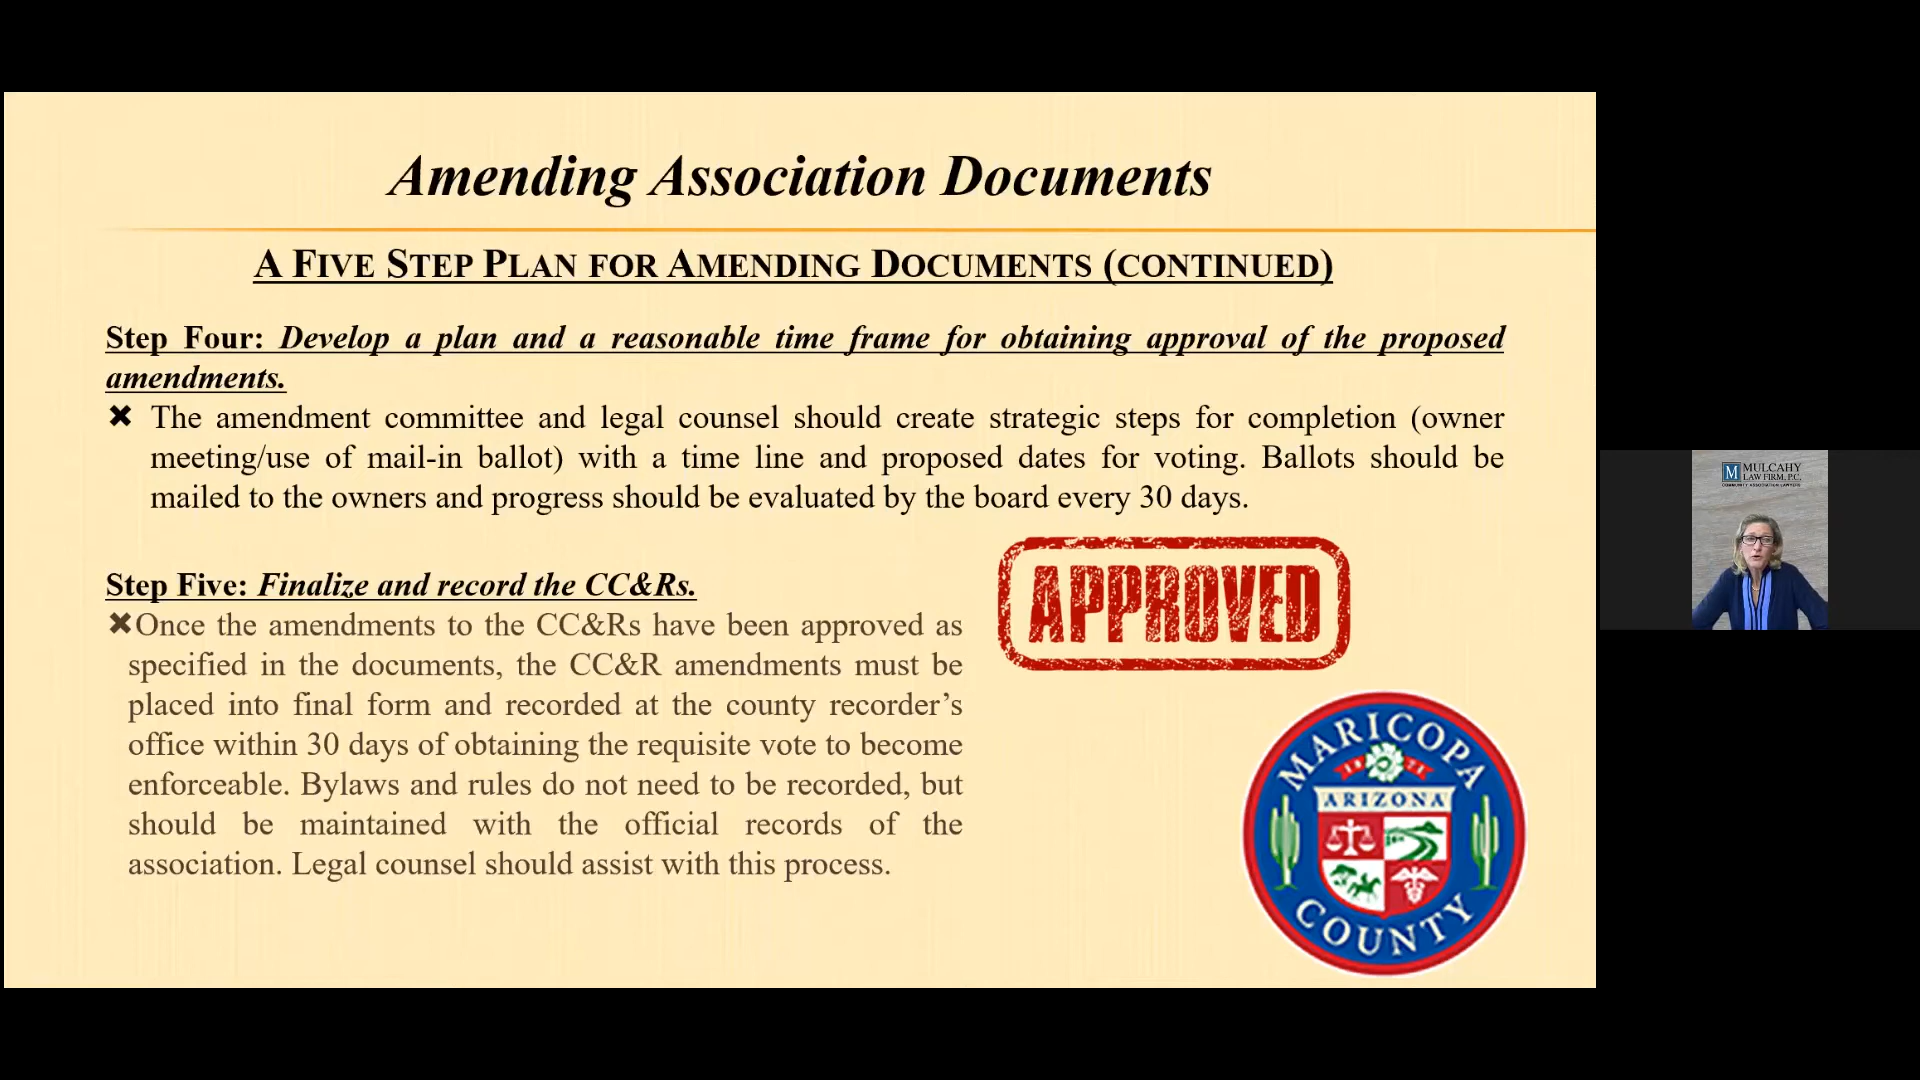 Amending Association Documents
A FIVE STEP PLAN FOR AMENDING DOCUMENTS (CONTINUED)
Step Four: Develop a plan and a reasonable time frame for obtaining approval of the proposed
amendments.
✖ The amendment committee and legal counsel should create strategic steps for completion (owner
meeting/use of mail-in ballot) with a time line and proposed dates for voting. Ballots should be
mailed to the owners and progress should be evaluated by the board every 30 days.
Step Five: Finalize and record the CC&Rs.
✖Once the amendments to the CC&Rs have been approved as
specified in the documents, the CC&R amendments must be
placed into final form and recorded at the county recorder’s
office within 30 days of obtaining the requisite vote to become
enforceable. Bylaws and rules do not need to be recorded, but
should be maintained with the official records of the
association. Legal counsel should assist with this process.
APPROVED
MARICOPA
1871
ARIZONA
COUNTY
M MULCAHY
LAW FIRM, P.C.
COMMUNITY ASSOCIATION LAWYERS